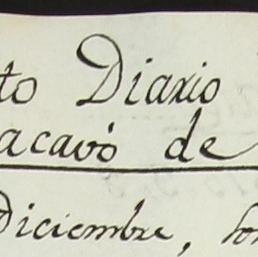 to Diario
acavó de
Diciembre,